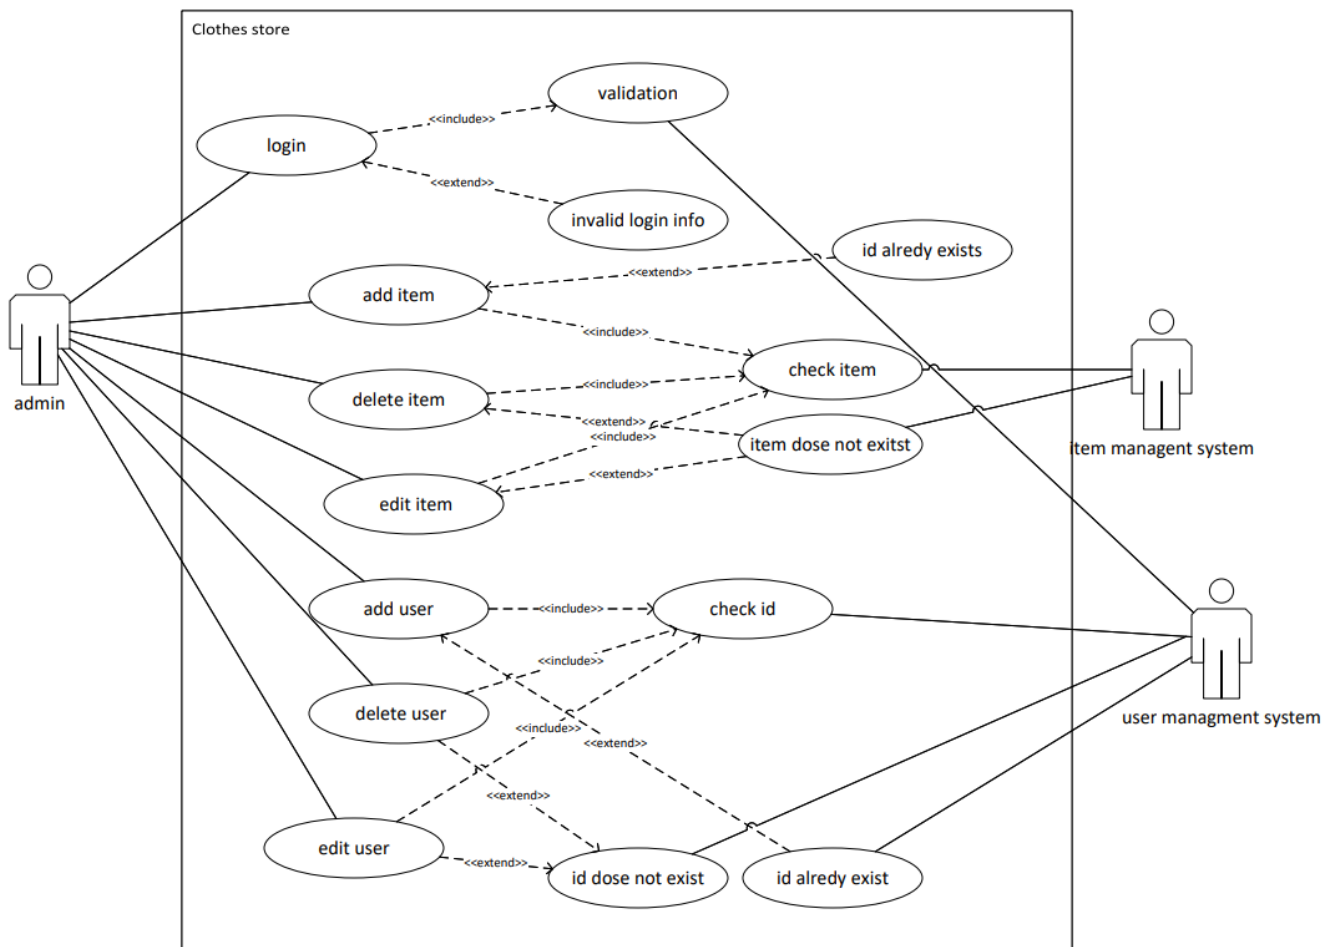 Clothes store
validation
<<include>>
login
<<extend>>
invalid login info
id alredy exists
<<extend>>
add item
<<include>>
check item
<<include>>
delete item
<<extend>>
<<include>>
item dose not exitst
<<extend>>
edit item
admin
item managent system
add user
<<include>>
check id
<<include>>
delete user
<<include>>
<<extend>>
user managment system
<<extend>>
edit user
<<extend>>
id dose not exist
id alredy exist